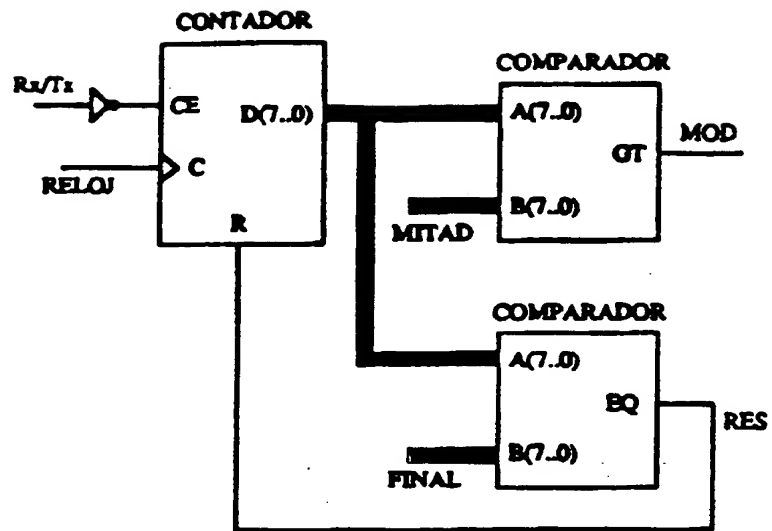 CONTADOR
COMPARADOR
Rx/Tx
CE
D(7..0)
A(7..0)
MOD
GT
C
RELOJ
B(7..0)
MITAD
R
COMPARADOR
A(7..0)
EQ
RES
B(7..0)
FINAL